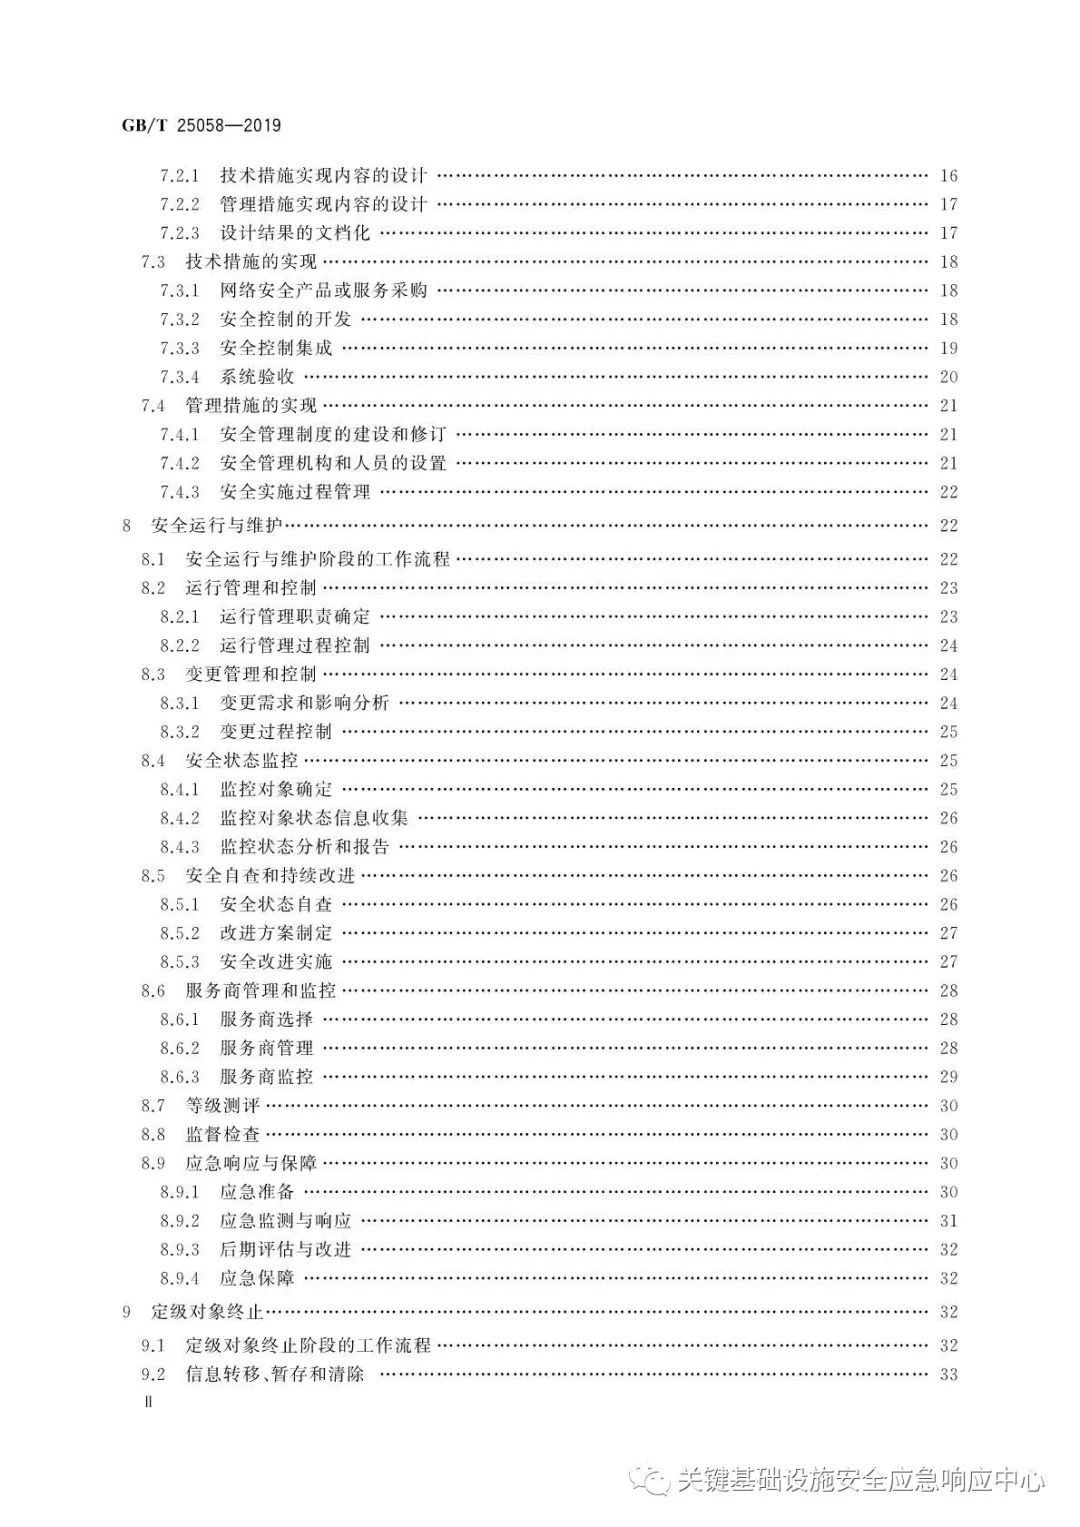 GB/T 25058—2019
7.2.1 技术措施实现内容的设计 …… 16
7.2.2 管理措施实现内容的设计 …… 17
7.2.3 设计结果的文档化 …… 17
7.3 技术措施的实现 …… 18
7.3.1 网络安全产品或服务采购 …… 18
7.3.2 安全控制的开发 …… 18
7.3.3 安全控制集成 …… 19
7.3.4 系统验收 …… 20
7.4 管理措施的实现 …… 21
7.4.1 安全管理制度的建设和修订 …… 21
7.4.2 安全管理机构和人员的设置 …… 21
7.4.3 安全实施过程管理 …… 22
8 安全运行与维护 …… 22
8.1 安全运行与维护阶段的工作流程 …… 22
8.2 运行管理和控制 …… 23
8.2.1 运行管理职责确定 …… 23
8.2.2 运行管理过程控制 …… 24
8.3 变更管理和控制 …… 24
8.3.1 变更需求和影响分析 …… 24
8.3.2 变更过程控制 …… 25
8.4 安全状态监控 …… 25
8.4.1 监控对象确定 …… 25
8.4.2 监控对象状态信息收集 …… 26
8.4.3 监控状态分析和报告 …… 26
8.5 安全自查和持续改进 …… 26
8.5.1 安全状态自查 …… 26
8.5.2 改进方案制定 …… 27
8.5.3 安全改进实施 …… 27
8.6 服务商管理和监控 …… 28
8.6.1 服务商选择 …… 28
8.6.2 服务商管理 …… 28
8.6.3 服务商监控 …… 29
8.7 等级测评 …… 30
8.8 监督检查 …… 30
8.9 应急响应与保障 …… 30
8.9.1 应急准备 …… 30
8.9.2 应急监测与响应 …… 31
8.9.3 后期评估与改进 …… 32
8.9.4 应急保障 …… 32
9 定级对象终止 …… 32
9.1 定级对象终止阶段的工作流程 …… 32
9.2 信息转移、暂存和清除 …… 33
Ⅱ
关键基础设施安全应急响应中心